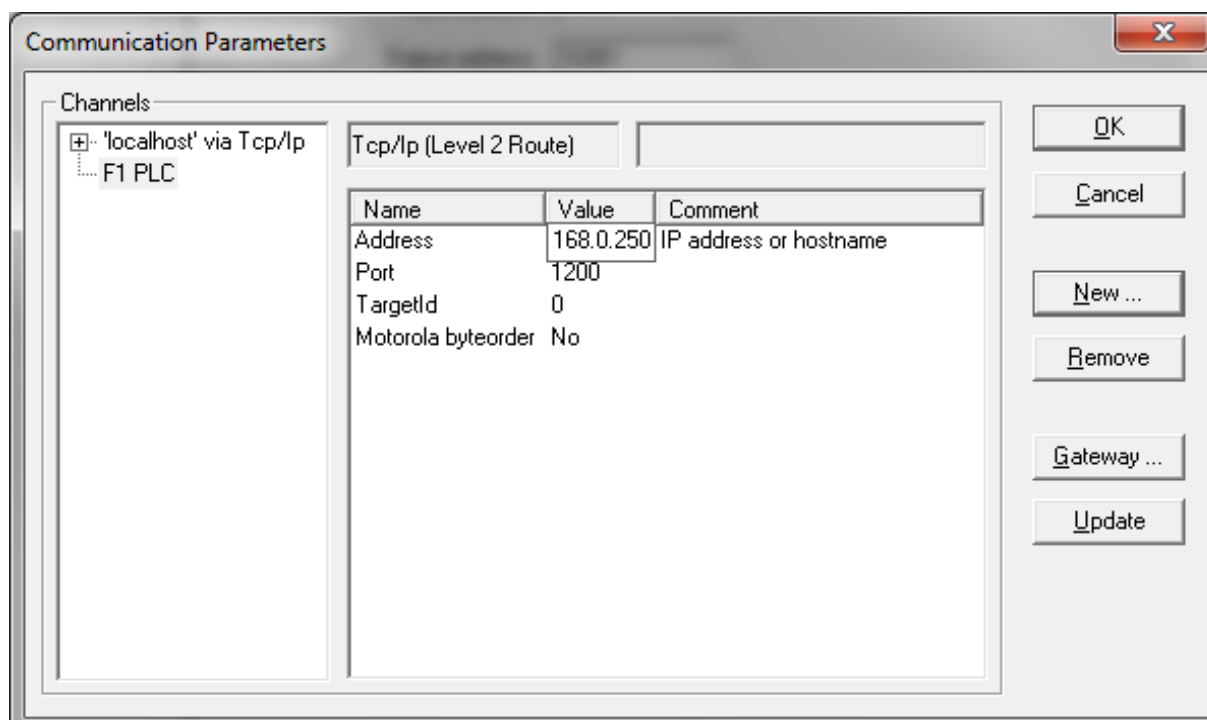 Communication Parameters
Channels
'localhost' via Tcp/Ip
F1 PLC
Tcp/Ip (Level 2 Route)
Name Value Comment
Address 168.0.250 IP address or hostname
Port 1200
TargetId 0
Motorola byteorder No
OK
Cancel
New ...
Remove
Gateway ...
Update